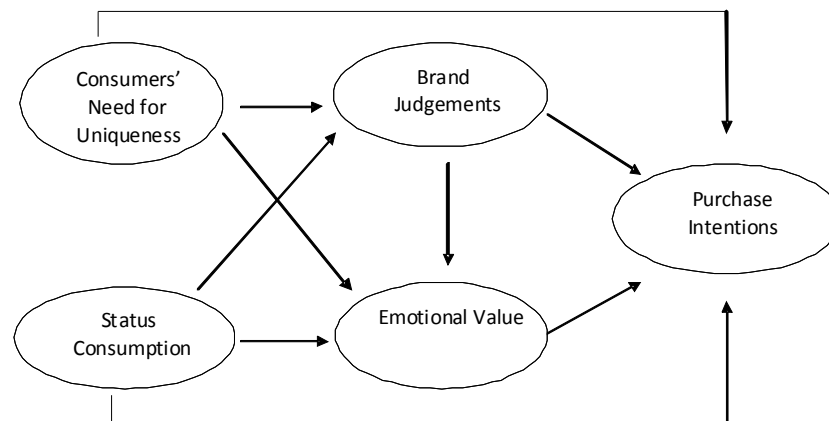 Consumers'
Need for
Uniqueness
Brand
Judgements
Purchase
Intentions
Status
Consumption
Emotional Value